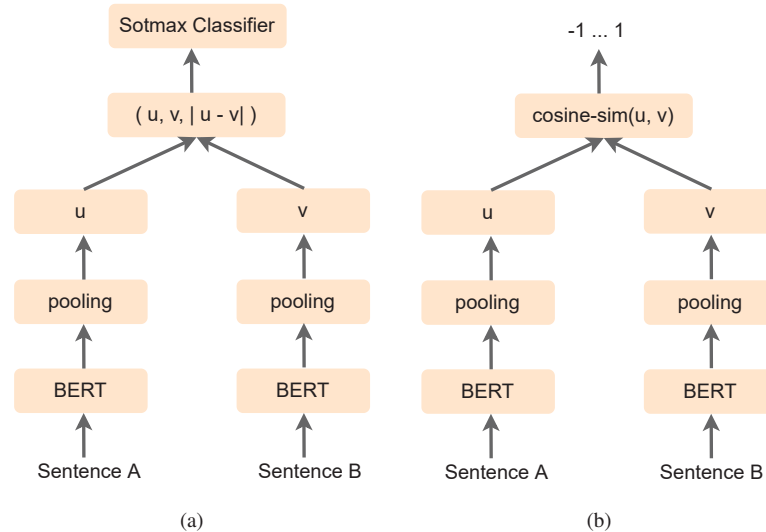 Sotmax Classifier
( u, v, | u - v| )
u
v
pooling
pooling
BERT
BERT
Sentence A
Sentence B
(a)
-1 ... 1
cosine-sim(u, v)
u
v
pooling
pooling
BERT
BERT
Sentence A
Sentence B
(b)